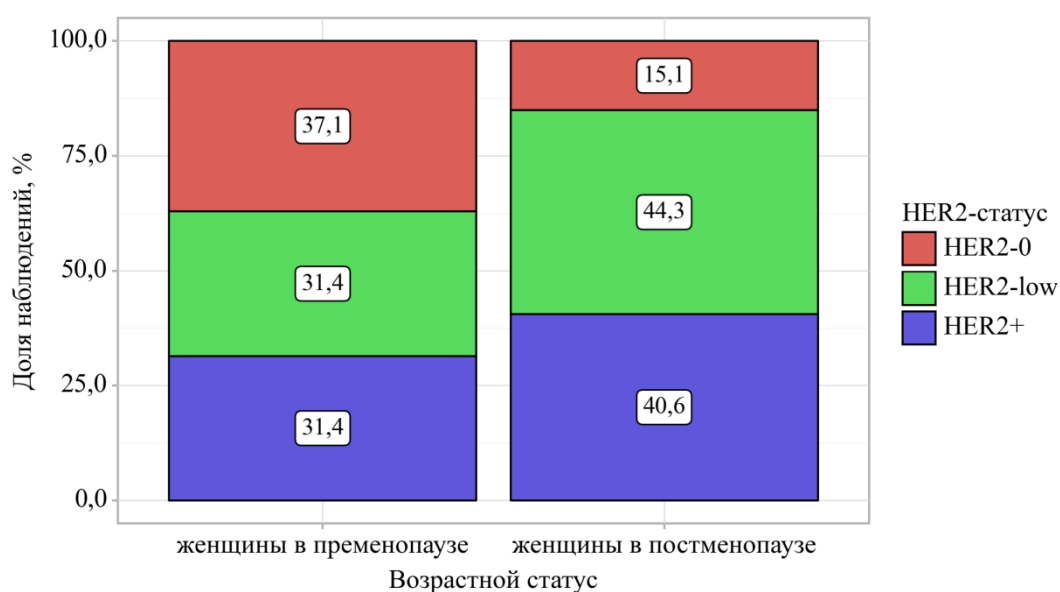 100,0
75,0
50,0
25,0
0,0
Доля наблюдений, %
37,1
31,4
31,4
15,1
44,3
40,6
женщины в пременопаузе
женщины в постменопаузе
Возрастной статус
HER2-статус
HER2-0
HER2-low
HER2+